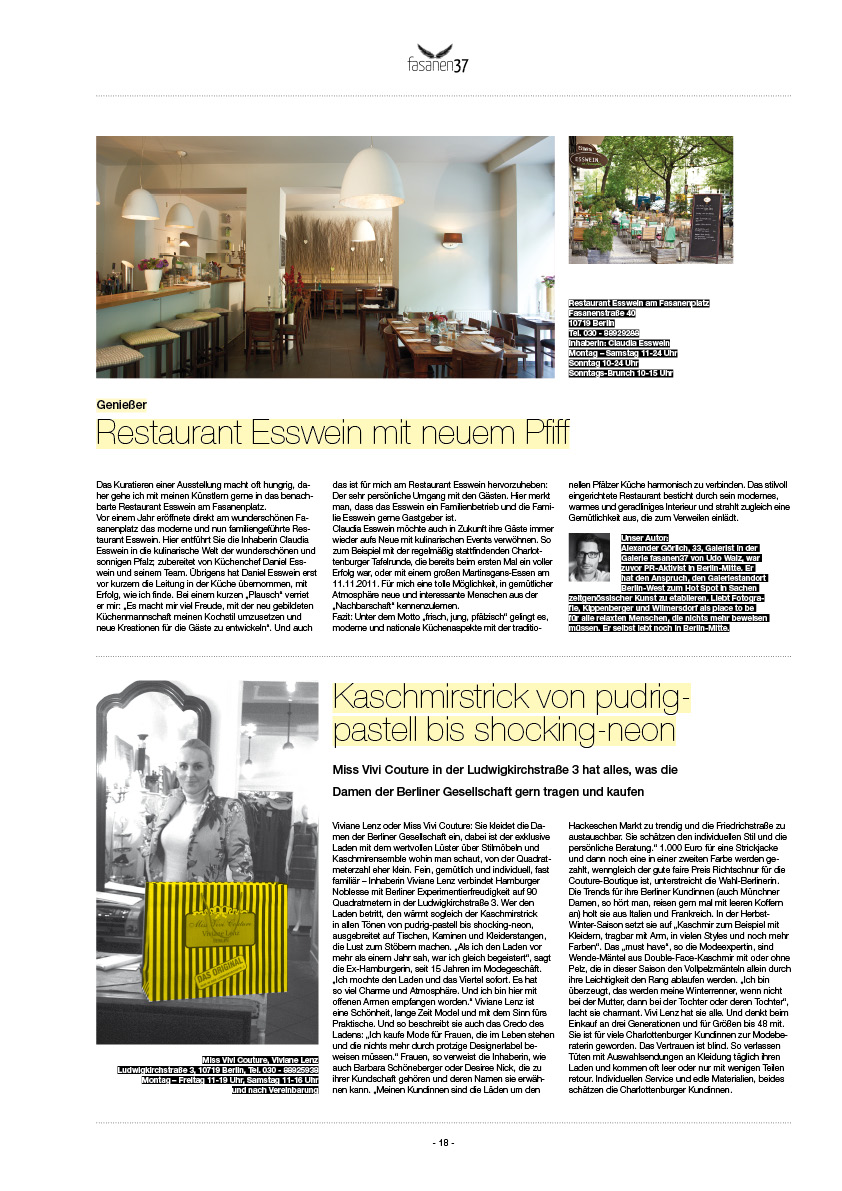 fasanen37
ESSWEIN
Restaurant Esswein am Fasanenplatz
Fasanenstraße 40
10719 Berlin
Tel. 030 - 88929288
Inhaberin: Claudia Esswein
Montag – Samstag 11-24 Uhr
Sonntag 10-24 Uhr
Sonntags-Brunch 10-15 Uhr
Genießer
Restaurant Esswein mit neuem Pfiff
Das Kuratieren einer Ausstellung macht oft hungrig, da-
her gehe ich mit meinen Künstlern gerne in das benach-
barte Restaurant Esswein am Fasanenplatz.
Vor einem Jahr eröffnete direkt am wunderschönen Fa-
sanenplatz das moderne und nun familiengeführte Res-
taurant Esswein. Hier entführt Sie die Inhaberin Claudia
Esswein in die kulinarische Welt der wunderschönen und
sonnigen Pfalz; zubereitet von Küchenchef Daniel Ess-
wein und seinem Team. Übrigens hat Daniel Esswein erst
vor kurzem die Leitung in der Küche übernommen, mit
Erfolg, wie ich finde. Bei einem kurzen „Plausch“ verriet
er mir: „Es macht mir viel Freude, mit der neu gebildeten
Küchenmannschaft meinen Kochstil umzusetzen und
neue Kreationen für die Gäste zu entwickeln“. Und auch
das ist für mich am Restaurant Esswein hervorzuheben:
Der sehr persönliche Umgang mit den Gästen. Hier merkt
man, dass das Esswein ein Familienbetrieb und die Fami-
lie Esswein gerne Gastgeber ist.
Claudia Esswein möchte auch in Zukunft ihre Gäste immer
wieder aufs Neue mit kulinarischen Events verwöhnen. So
zum Beispiel mit der regelmäßig stattfindenden Charlot-
tenburger Tafelrunde, die bereits beim ersten Mal ein voller
Erfolg war, oder mit einem großen Martinsgans-Essen am
11.11.2011. Für mich eine tolle Möglichkeit, in gemütlicher
Atmosphäre neue und interessante Menschen aus der
„Nachbarschaft“ kennenzulernen.
Fazit: Unter dem Motto „frisch, jung, pfälzisch“ gelingt es,
moderne und nationale Küchenaspekte mit der traditio-
nellen Pfälzer Küche harmonisch zu verbinden. Das stilvoll
eingerichtete Restaurant besticht durch sein modernes,
warmes und geradliniges Interieur und strahlt zugleich eine
Gemütlichkeit aus, die zum Verweilen einlädt.
Unser Autor:
Alexander Görlich, 33, Galerist in der
Galerie fasanen37 von Udo Walz, war
zuvor PR-Aktivist in Berlin-Mitte. Er
hat den Anspruch, den Galeriestandort
Berlin-West zum Hot Spot in Sachen
zeitgenössischer Kunst zu etablieren. Liebt Fotogra-
fie, Kippenberger und Wilmersdorf als place to be
für alle relaxten Menschen, die nichts mehr beweisen
müssen. Er selbst lebt noch in Berlin-Mitte.
Kaschmirstrick von pudrig-
pastell bis shocking-neon
Miss Vivi Couture in der Ludwigkirchstraße 3 hat alles, was die
Damen der Berliner Gesellschaft gern tragen und kaufen
Miss Vivi Couture
Viviane Lenz
BERLIN
DAS ORIGINAL
Miss Vivi Couture, Viviane Lenz
Ludwigkirchstraße 3, 10719 Berlin, Tel. 030 - 88925939
Montag – Freitag 11-19 Uhr, Samstag 11-16 Uhr
und nach Vereinbarung
Viviane Lenz oder Miss Vivi Couture: Sie kleidet die Da-
men der Berliner Gesellschaft ein, dabei ist der exklusive
Laden mit dem wertvollen Lüster über Stilmöbeln und
Kaschmirensemble wohin man schaut, von der Quadrat-
meterzahl eher klein. Fein, gemütlich und individuell, fast
familiär – Inhaberin Viviane Lenz verbindet Hamburger
Noblesse mit Berliner Experimentierfreudigkeit auf 90
Quadratmetern in der Ludwigkirchstraße 3. Wer den
Laden betritt, den wärmt sogleich der Kaschmirstrick
in allen Tönen von pudrig-pastell bis shocking-neon,
ausgebreitet auf Tischen, Kaminen und Kleiderstangen,
die Lust zum Stöbern machen. „Als ich den Laden vor
mehr als einem Jahr sah, war ich gleich begeistert“, sagt
die Ex-Hamburgerin, seit 15 Jahren im Modegeschäft.
„Ich mochte den Laden und das Viertel sofort. Es hat
so viel Charme und Atmosphäre. Und ich bin hier mit
offenen Armen empfangen worden.“ Viviane Lenz ist
eine Schönheit, lange Zeit Model und mit dem Sinn fürs
Praktische. Und so beschreibt sie auch das Credo des
Ladens: „Ich kaufe Mode für Frauen, die im Leben stehen
und die nichts mehr durch protzige Designerlabel be-
weisen müssen.“ Frauen, so verweist die Inhaberin, wie
auch Barbara Schöneberger oder Desiree Nick, die zu
ihrer Kundschaft gehören und deren Namen sie erwäh-
nen kann. „Meinen Kundinnen sind die Läden um den
Hackeschen Markt zu trendig und die Friedrichstraße zu
austauschbar. Sie schätzen den individuellen Stil und die
persönliche Beratung.“ 1.000 Euro für eine Strickjacke
und dann noch eine in einer zweiten Farbe werden ge-
zahlt, wenngleich der gute faire Preis Richtschnur für die
Couture-Boutique ist, unterstreicht die Wahl-Berlinerin.
Die Trends für ihre Berliner Kundinnen (auch Münchner
Damen, so hört man, reisen gern mal mit leeren Koffern
an) holt sie aus Italien und Frankreich. In der Herbst-
Winter-Saison setzt sie auf „Kaschmir zum Beispiel mit
Kleidern, tragbar mit Arm, in vielen Styles und noch mehr
Farben“. Das „must have“, so die Modeexpertin, sind
Wende-Mäntel aus Double-Face-Kaschmir mit oder ohne
Pelz, die in dieser Saison den Vollpelzmänteln allein durch
ihre Leichtigkeit den Rang ablaufen werden. „Ich bin
überzeugt, das werden meine Winterrenner, wenn nicht
bei der Mutter, dann bei der Tochter oder deren Tochter“,
lacht sie charmant. Vivi Lenz hat sie alle. Und denkt beim
Einkauf an drei Generationen und für Größen bis 48 mit.
Sie ist für viele Charlottenburger Kundinnen zur Modebe-
raterin geworden. Das Vertrauen ist blind. So verlassen
Tüten mit Auswahlsendungen an Kleidung täglich ihren
Laden und kommen oft leer oder nur mit wenigen Teilen
retour. Individuellen Service und edle Materialien, beides
schätzen die Charlottenburger Kundinnen.
- 18 -